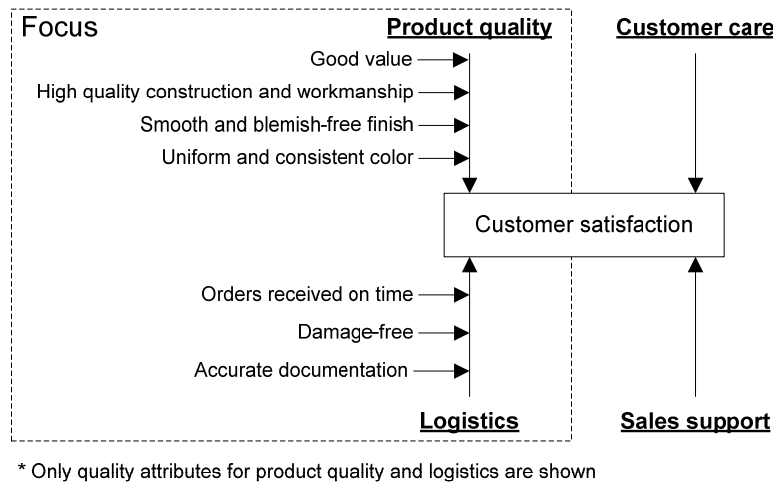 Focus
Product quality
Customer care
Good value
High quality construction and workmanship
Smooth and blemish-free finish
Uniform and consistent color
Customer satisfaction
Orders received on time
Damage-free
Accurate documentation
Logistics
Sales support
* Only quality attributes for product quality and logistics are shown